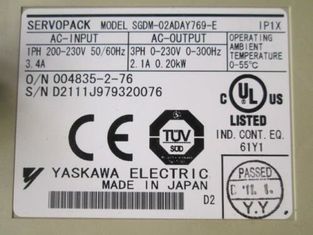 SERVOPACK MODEL SGDM-02ADAY769-E IP1X
AC-INPUT AC-OUTPUT
OPERATING AMBIENT TEMPERATURE 0-55°C
1PH 200-230V 50/60Hz 3PH 0-230V 0-300Hz
3.4A 2.1A 0.20kW
O/N 004835-2-76
S/N D2111J979320076
C UL US
LISTED
IND. CONT. EQ.
61Y1
CE
TÜV
SÜD
YASKAWA ELECTRIC
MADE IN JAPAN
D2
PASSED
Y.Y